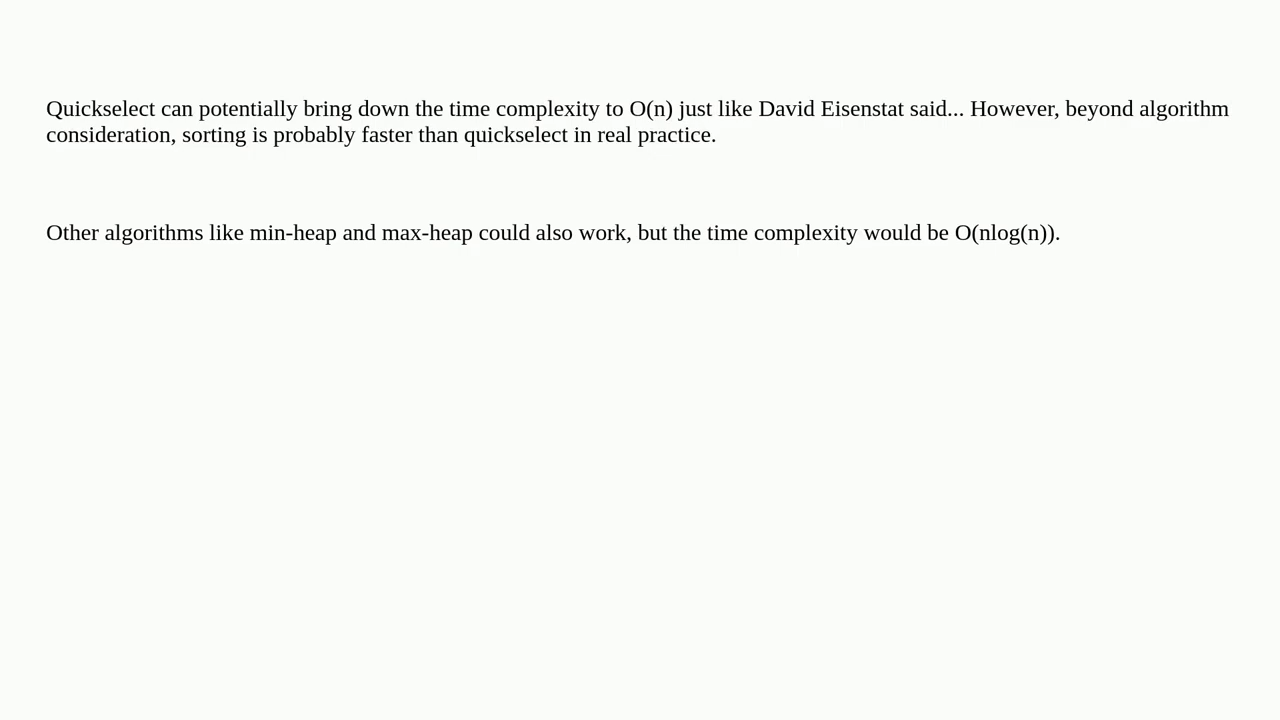 Quickselect can potentially bring down the time complexity to O(n) just like David Eisenstat said... However, beyond algorithm
consideration, sorting is probably faster than quickselect in real practice.
Other algorithms like min-heap and max-heap could also work, but the time complexity would be O(nlog(n)).